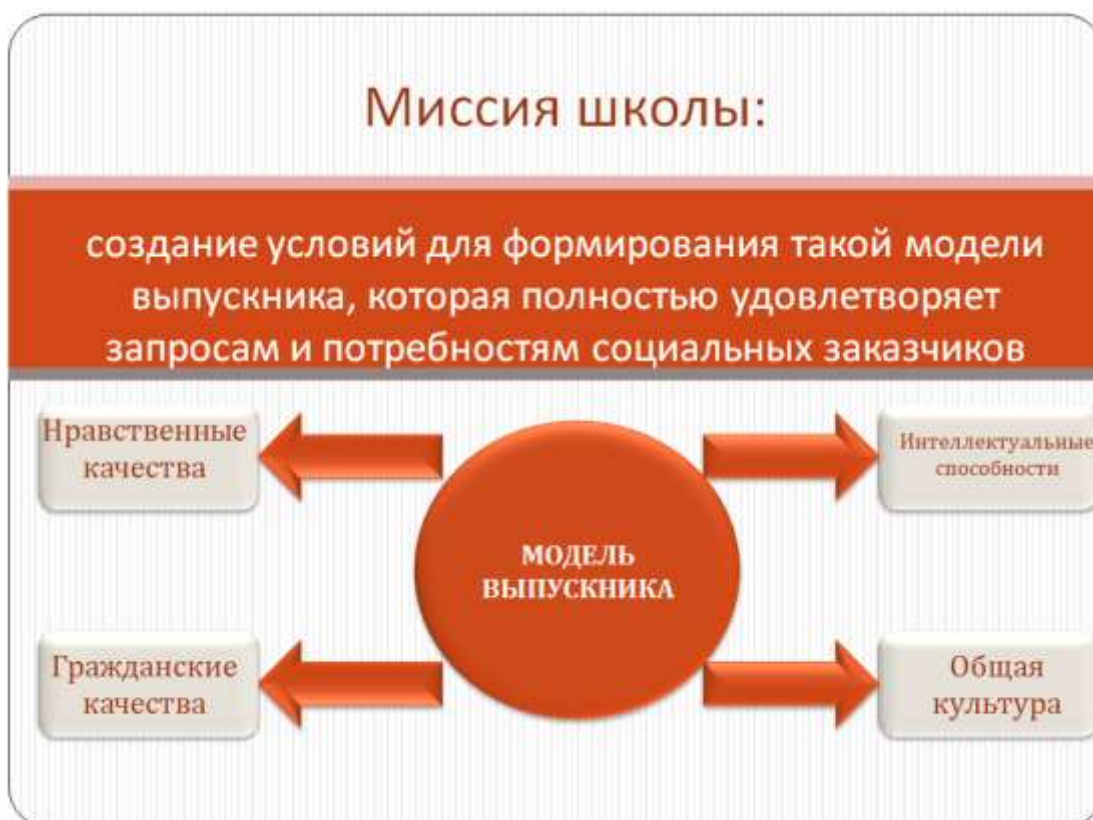 Миссия школы:
создание условий для формирования такой модели
выпускника, которая полностью удовлетворяет
запросам и потребностям социальных заказчиков
Нравственные
качества
Интеллектуальные
способности
МОДЕЛЬ
ВЫПУСКНИКА
Гражданские
качества
Общая
культура